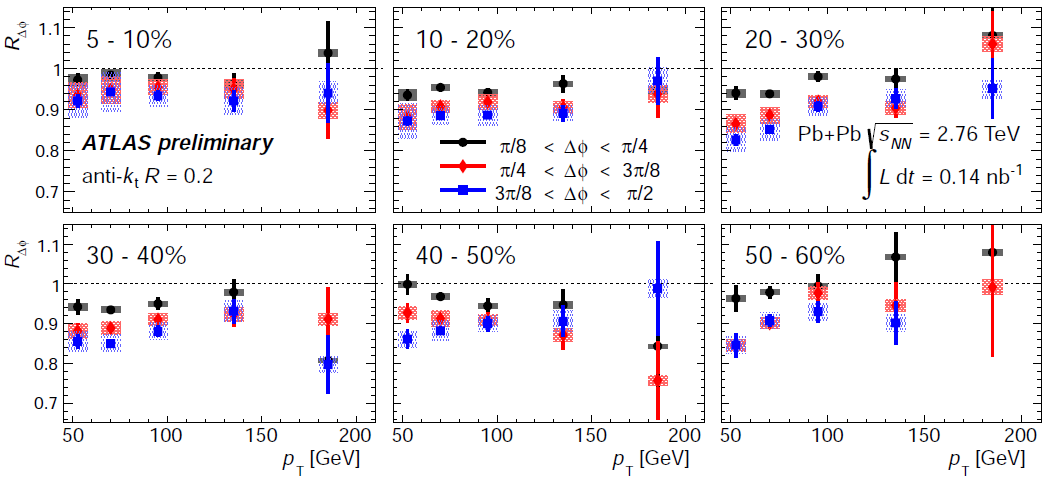 R_Δϕ
1.1
1
0.9
0.8
0.7
5 - 10%
ATLAS preliminary
anti-k_t R = 0.2
10 - 20%
π/8 < Δϕ < π/4
π/4 < Δϕ < 3π/8
3π/8 < Δϕ < π/2
20 - 30%
Pb+Pb √s_NN = 2.76 TeV
∫ L dt = 0.14 nb⁻¹
R_Δϕ
1.1
1
0.9
0.8
0.7
30 - 40%
40 - 50%
50 - 60%
50 100 150 200
50 100 150 200
50 100 150 200
p_T [GeV]
p_T [GeV]
p_T [GeV]